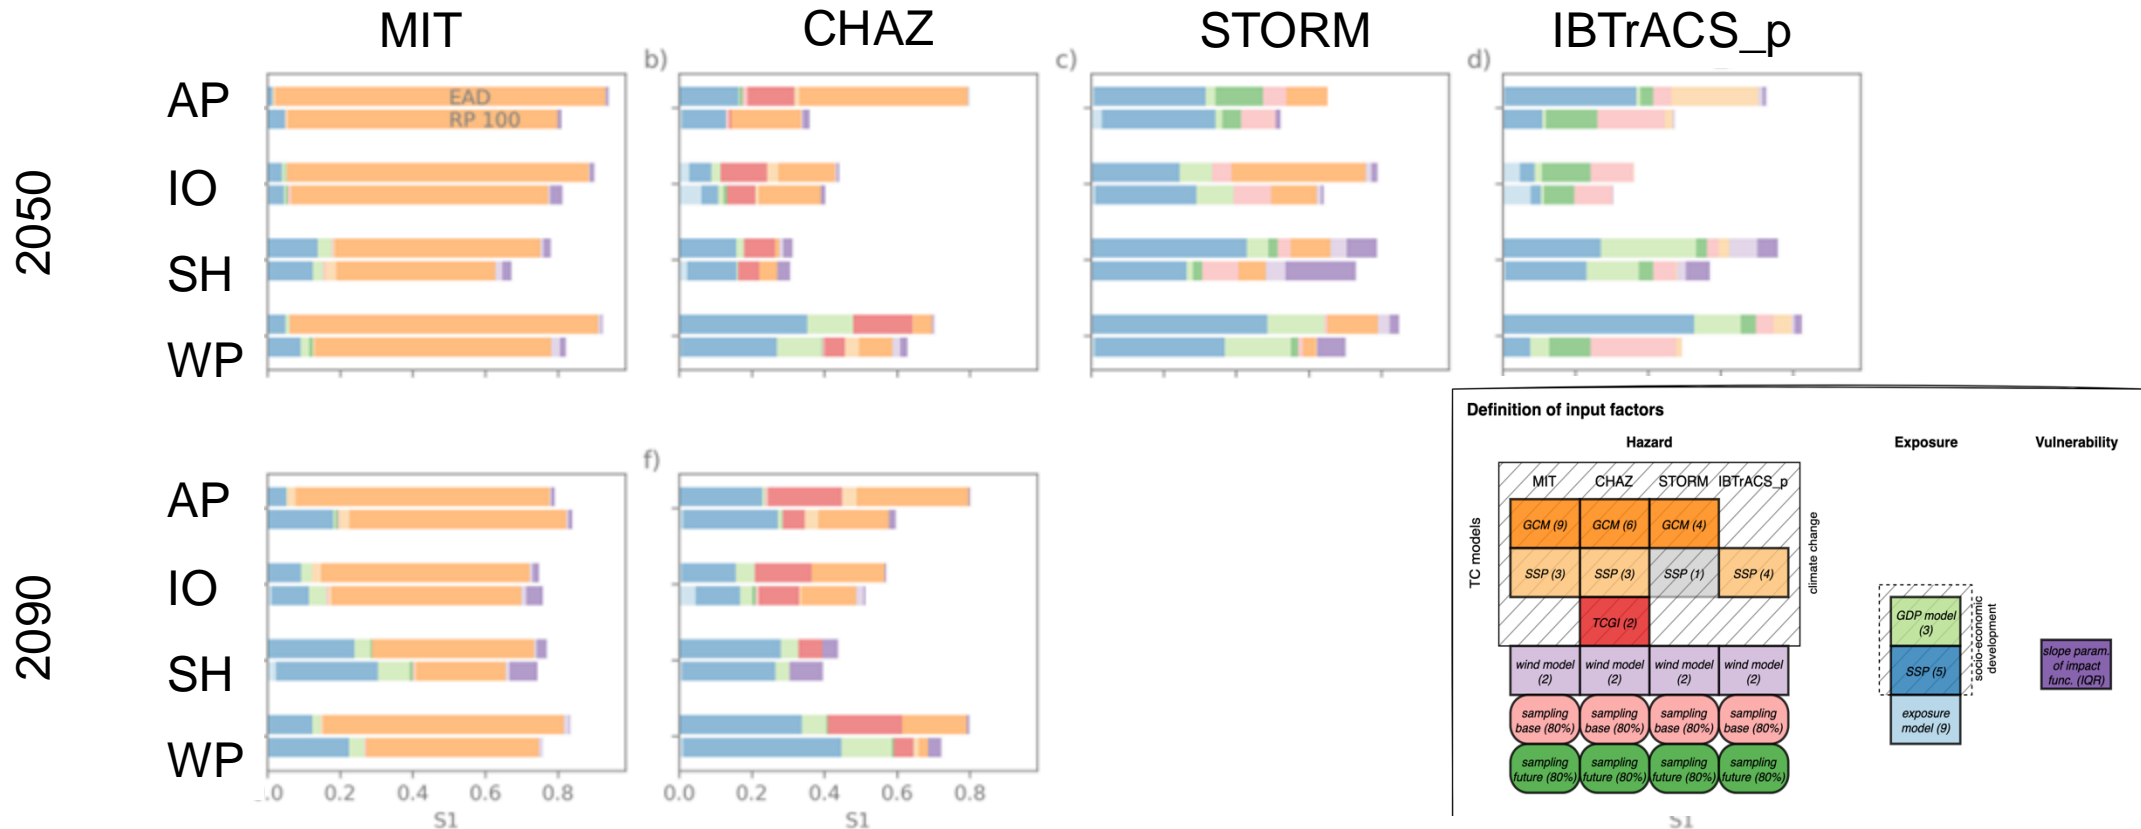 MIT
CHAZ
STORM
IBTrACS_p
b)
c)
d)
2050
AP
EAD
RP 100
IO
SH
WP
Definition of input factors
Hazard
Exposure
Vulnerability
MIT
CHAZ
STORM
IBTrACS_p
TC models
climate change
GCM (9)
GCM (6)
GCM (4)
SSP (3)
SSP (3)
SSP (1)
SSP (4)
TCGI (2)
wind model
(2)
wind model
(2)
wind model
(2)
wind model
(2)
sampling
base (80%)
sampling
base (80%)
sampling
base (80%)
sampling
base (80%)
sampling
future (80%)
sampling
future (80%)
sampling
future (80%)
sampling
future (80%)
GDP model
(3)
SSP (5)
exposure
model (9)
socio-economic
development
slope param.
of impact
func. (IQR)
f)
2090
AP
IO
SH
WP
.0
0.2
0.4
0.6
0.8
S1
0.0
0.2
0.4
0.6
0.8
S1
S1